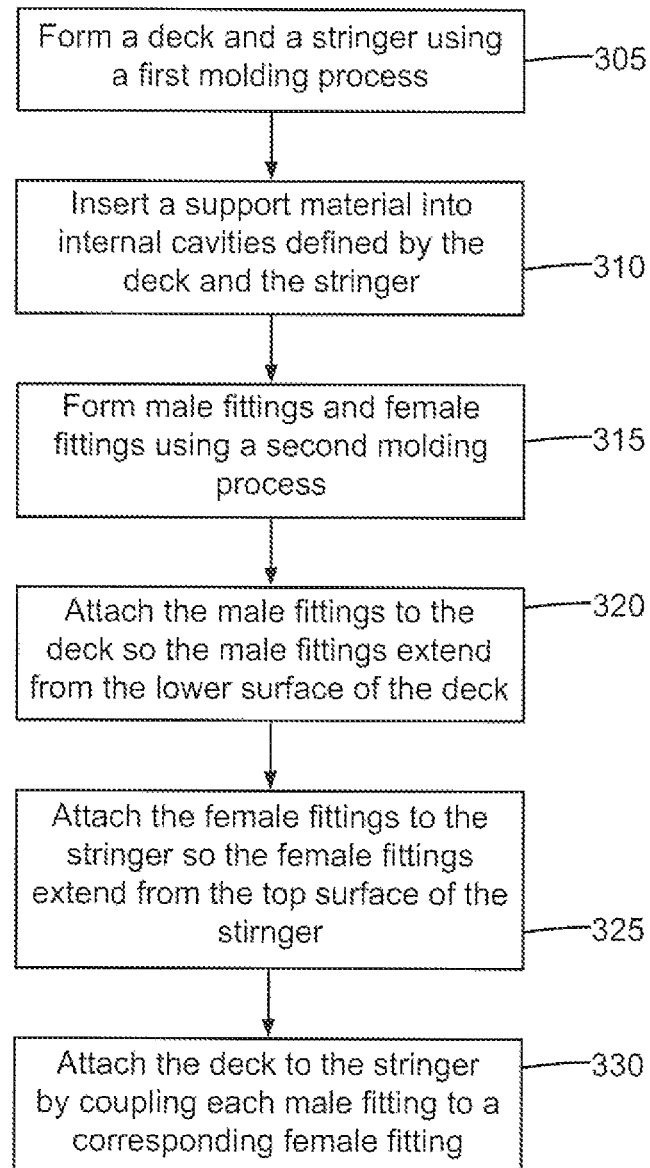 Form a deck and a stringer using
a first molding process
305
Insert a support material into
internal cavities defined by the
deck and the stringer
310
Form male fittings and female
fittings using a second molding
process
315
Attach the male fittings to the
deck so the male fittings extend
from the lower surface of the deck
320
Attach the female fittings to the
stringer so the female fittings
extend from the top surface of the
stirnger
325
Attach the deck to the stringer
by coupling each male fitting to a
corresponding female fitting
330